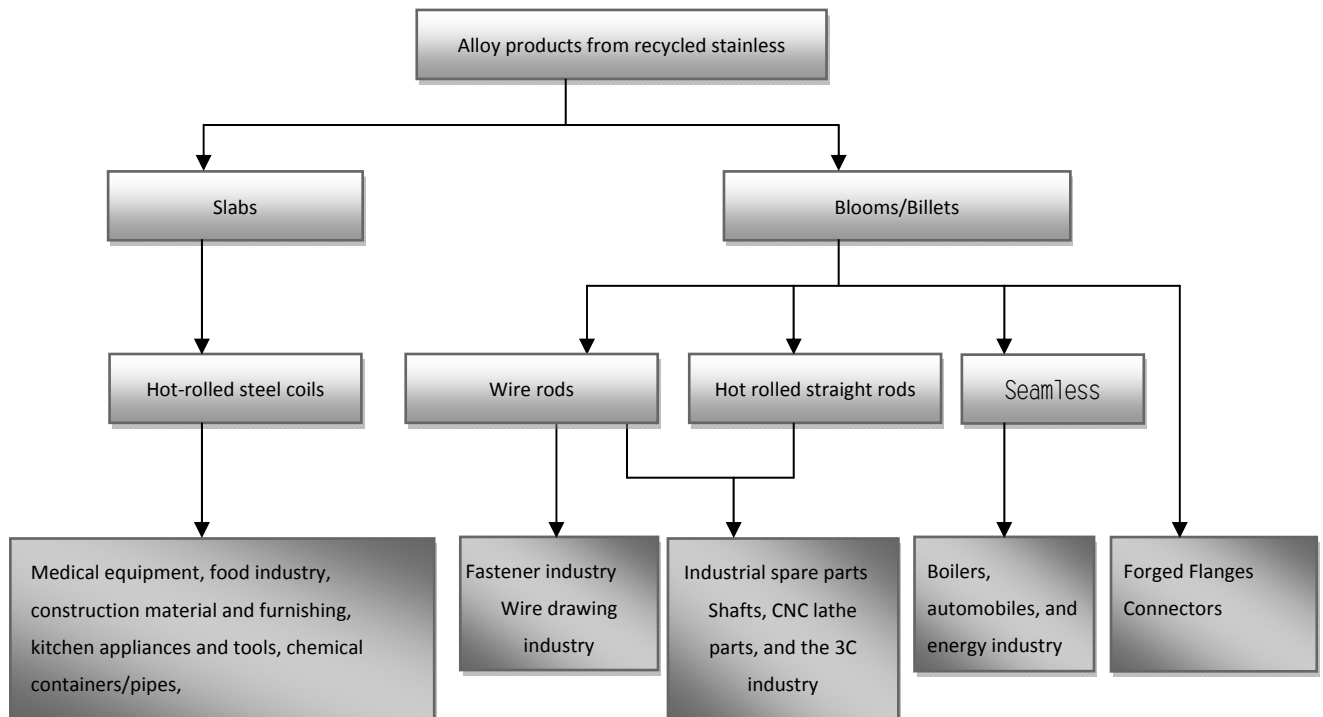 Alloy products from recycled stainless
Slabs
Blooms/Billets
Hot-rolled steel coils
Wire rods
Hot rolled straight rods
Seamless
Medical equipment, food industry,
construction material and furnishing,
kitchen appliances and tools, chemical
containers/pipes,
Fastener industry
Wire drawing
industry
Industrial spare parts
Shafts, CNC lathe
parts, and the 3C
industry
Boilers,
automobiles, and
energy industry
Forged Flanges
Connectors